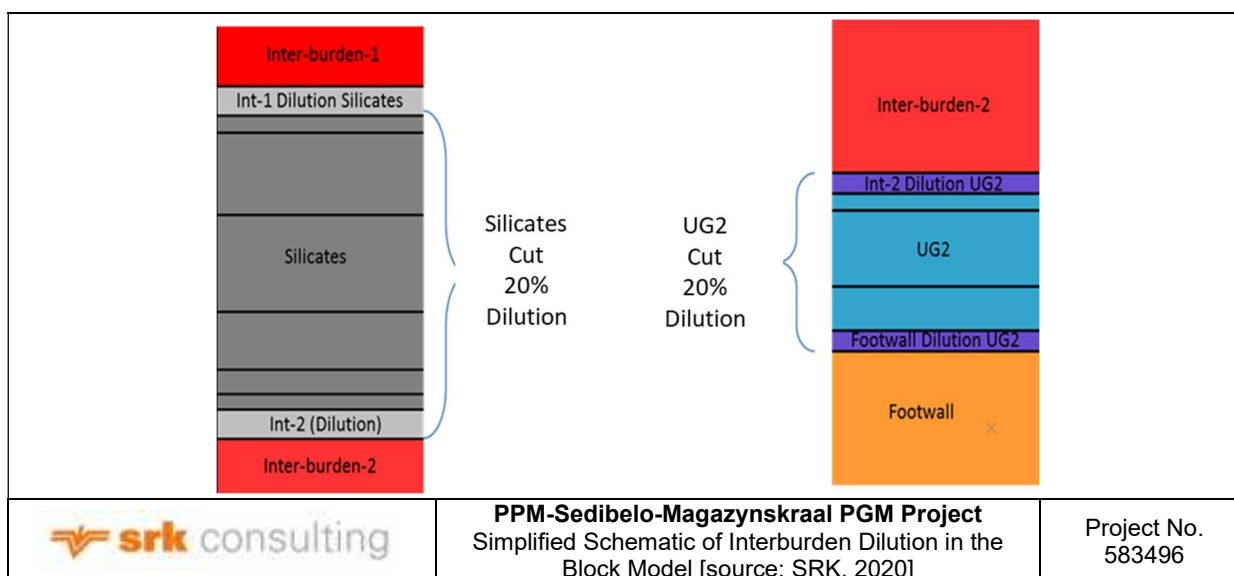 Inter-burden-1
Int-1 Dilution Silicates
Silicates
Int-2 (Dilution)
Inter-burden-2
Silicates
Cut
20%
Dilution
UG2
Cut
20%
Dilution
Inter-burden-2
Int-2 Dilution UG2
UG2
Footwall Dilution UG2
Footwall
srk consulting
PPM-Sedibelo-Magazynskraal PGM Project
Simplified Schematic of Interburden Dilution in the
Block Model [source: SRK, 2020]
Project No.
583496